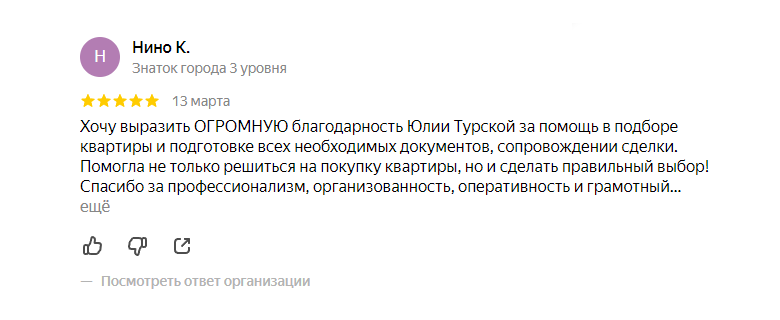 Н
Нино К.
Знаток города 3 уровня
13 марта
Хочу выразить ОГРОМНУЮ благодарность Юлии Турской за помощь в подборе
квартиры и подготовке всех необходимых документов, сопровождении сделки.
Помогла не только решиться на покупку квартиры, но и сделать правильный выбор!
Спасибо за профессионализм, организованность, оперативность и грамотный...
ещё
— Посмотреть ответ организации